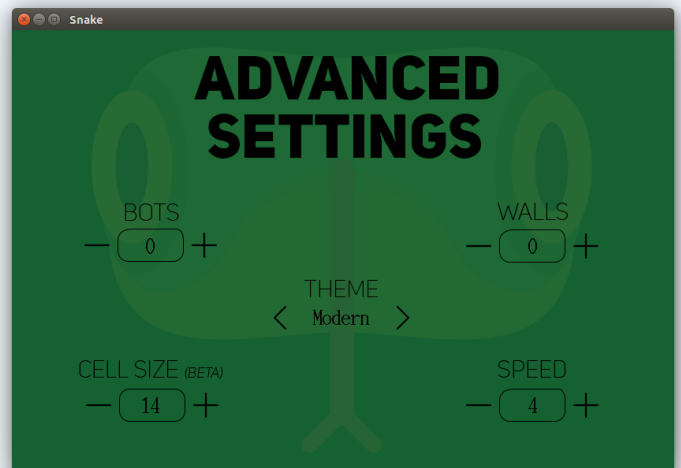 Snake
ADVANCED
SETTINGS
BOTS
WALLS
— 0 +
— 0 +
THEME
< Modern >
CELL SIZE (BETA)
SPEED
— 14 +
— 4 +